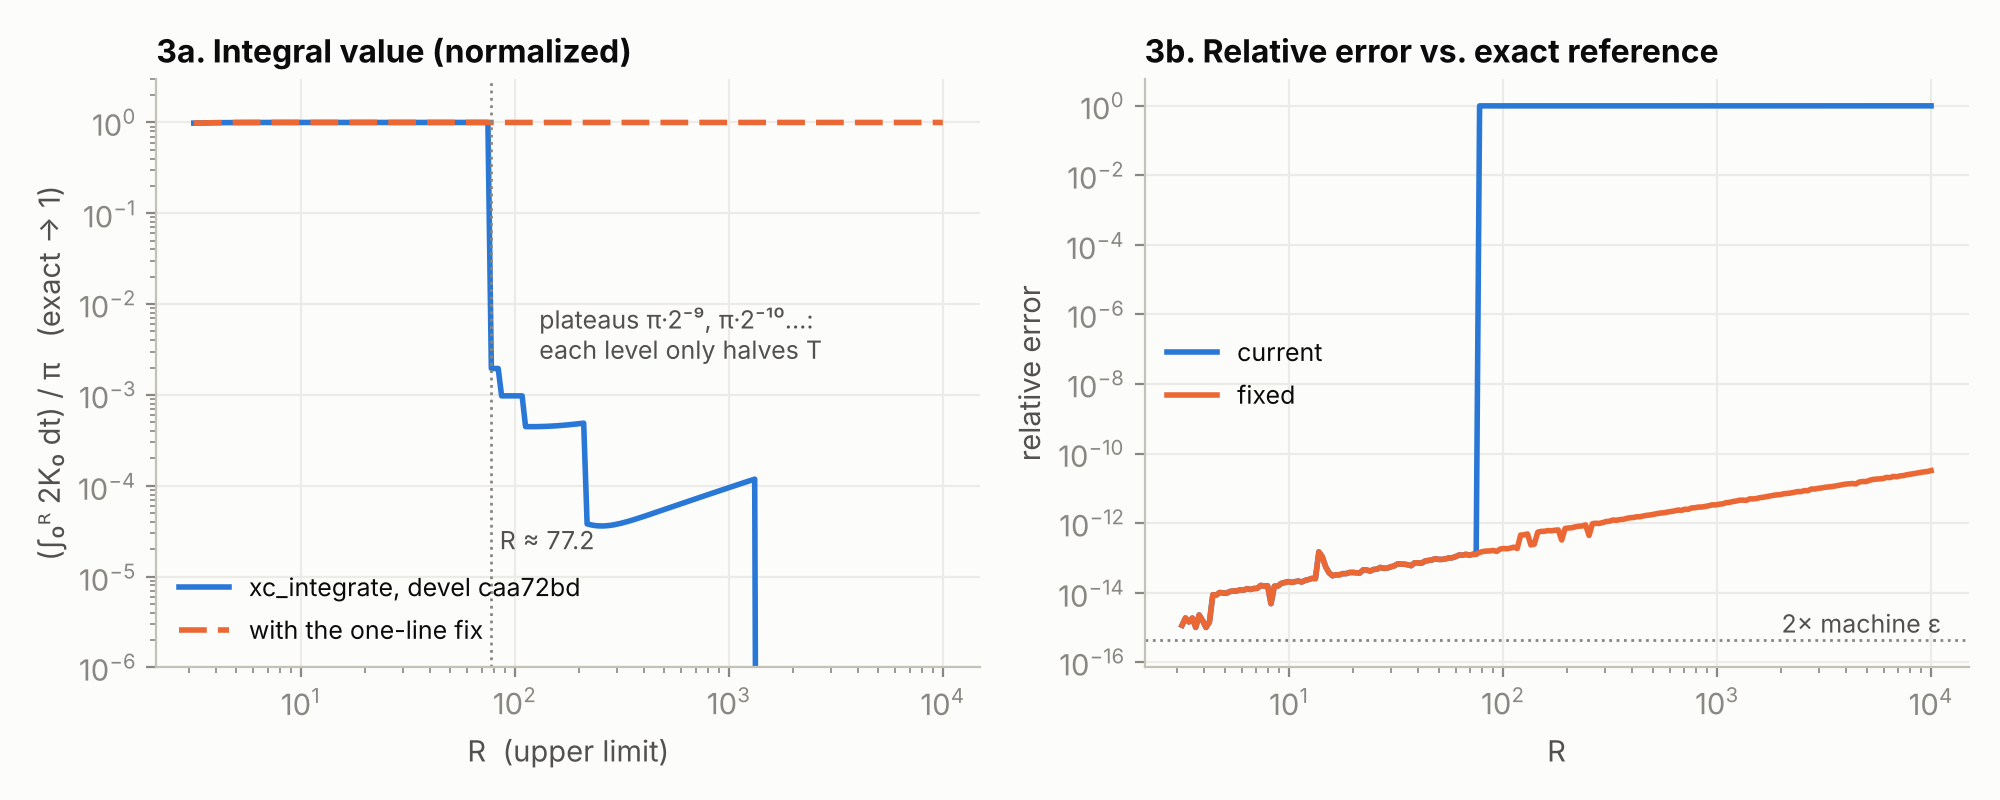 3a. Integral value (normalized)
(∫₀ᴿ 2K₀ dt) / π (exact → 1)
10⁰
10⁻¹
10⁻²
10⁻³
10⁻⁴
10⁻⁵
10⁻⁶
plateaus π·2⁻⁹, π·2⁻¹⁰…:
each level only halves T
R ≈ 77.2
xc_integrate, devel caa72bd
with the one-line fix
10¹ 10² 10³ 10⁴
R (upper limit)
3b. Relative error vs. exact reference
relative error
10⁰
10⁻²
10⁻⁴
10⁻⁶
10⁻⁸
10⁻¹⁰
10⁻¹²
10⁻¹⁴
10⁻¹⁶
current
fixed
2× machine ε
10¹ 10² 10³ 10⁴
R